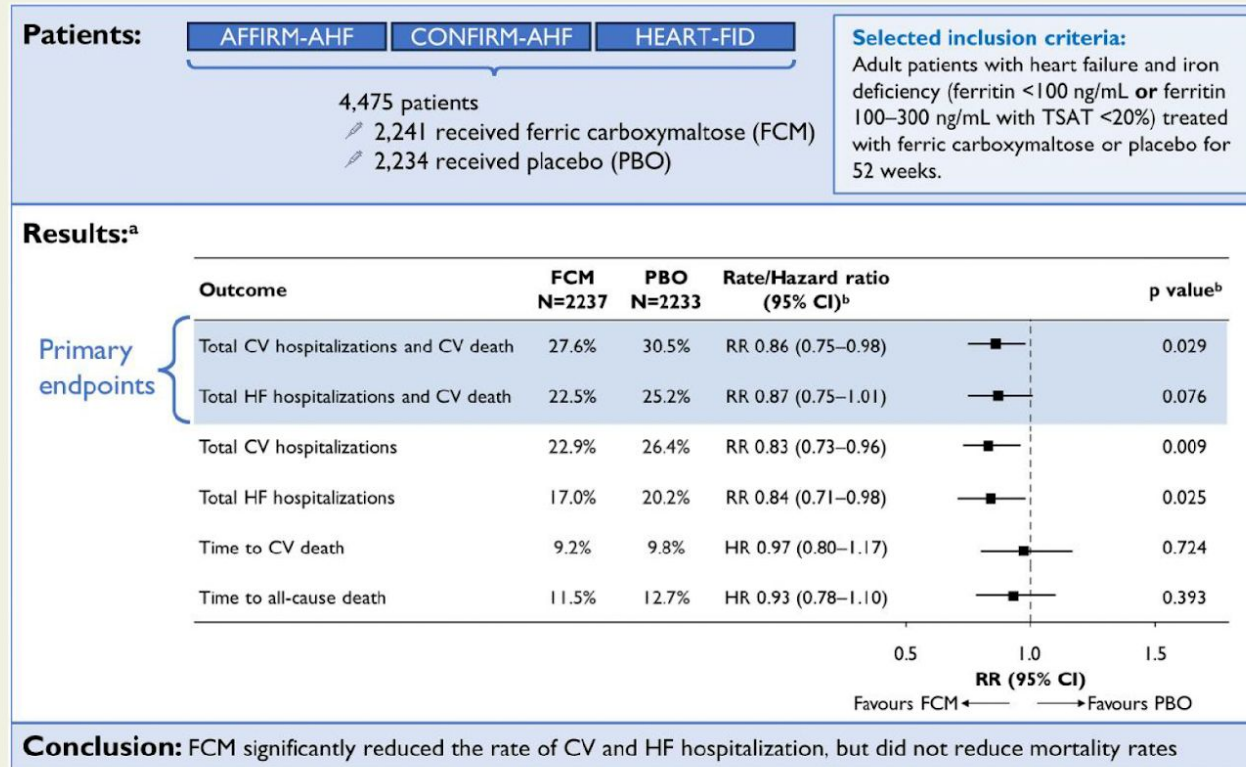 Patients:
AFFIRM-AHF CONFIRM-AHF HEART-FID
4,475 patients
2,241 received ferric carboxymaltose (FCM)
2,234 received placebo (PBO)
Selected inclusion criteria:
Adult patients with heart failure and iron
deficiency (ferritin <100 ng/mL or ferritin
100–300 ng/mL with TSAT <20%) treated
with ferric carboxymaltose or placebo for
52 weeks.
Results:a
Outcome FCM N=2237 PBO N=2233 Rate/Hazard ratio (95% CI)b p valueb
Primary
endpoints
Total CV hospitalizations and CV death 27.6% 30.5% RR 0.86 (0.75–0.98) 0.029
Total HF hospitalizations and CV death 22.5% 25.2% RR 0.87 (0.75–1.01) 0.076
Total CV hospitalizations 22.9% 26.4% RR 0.83 (0.73–0.96) 0.009
Total HF hospitalizations 17.0% 20.2% RR 0.84 (0.71–0.98) 0.025
Time to CV death 9.2% 9.8% HR 0.97 (0.80–1.17) 0.724
Time to all-cause death 11.5% 12.7% HR 0.93 (0.78–1.10) 0.393
0.5 1.0 1.5
RR (95% CI)
Favours FCM Favours PBO
Conclusion: FCM significantly reduced the rate of CV and HF hospitalization, but did not reduce mortality rates